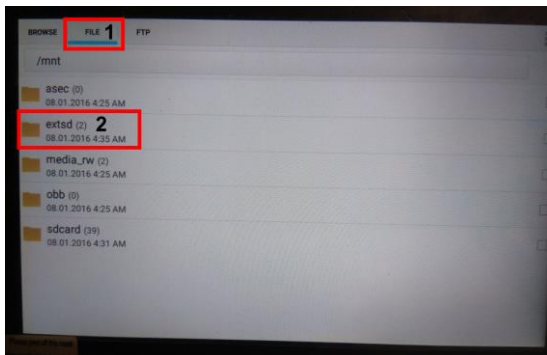 BROWSE FILE 1 FTP
/mnt
asec (0)
08.01.2016 4:25 AM
extsd (2) 2
08.01.2016 4:35 AM
media_rw (2)
08.01.2016 4:25 AM
obb (0)
08.01.2016 4:25 AM
sdcard (39)
08.01.2016 4:31 AM